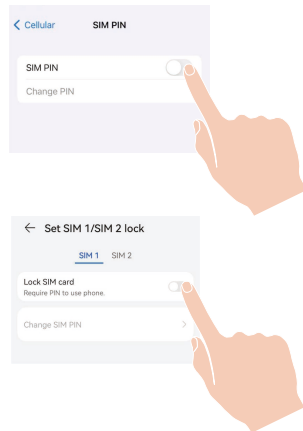 Cellular SIM PIN
SIM PIN
Change PIN
Set SIM 1/SIM 2 lock
SIM 1 SIM 2
Lock SIM card
Require PIN to use phone.
Change SIM PIN